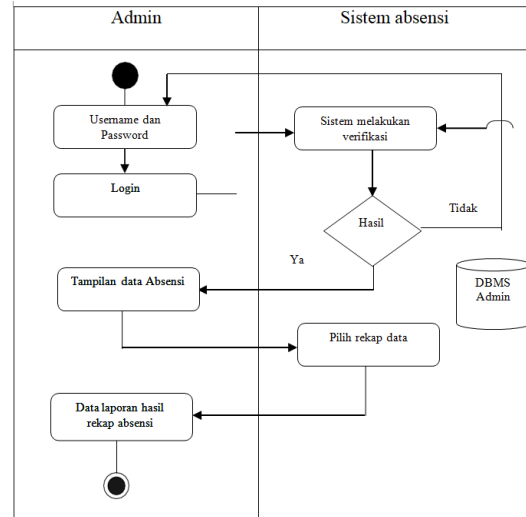 Admin
Sistem absensi
Username dan
Password
Sistem melakukan
verifikasi
Login
Hasil
Tidak
Ya
Tampilan data Absensi
DBMS
Admin
Pilih rekap data
Data laporan hasil
rekap absensi